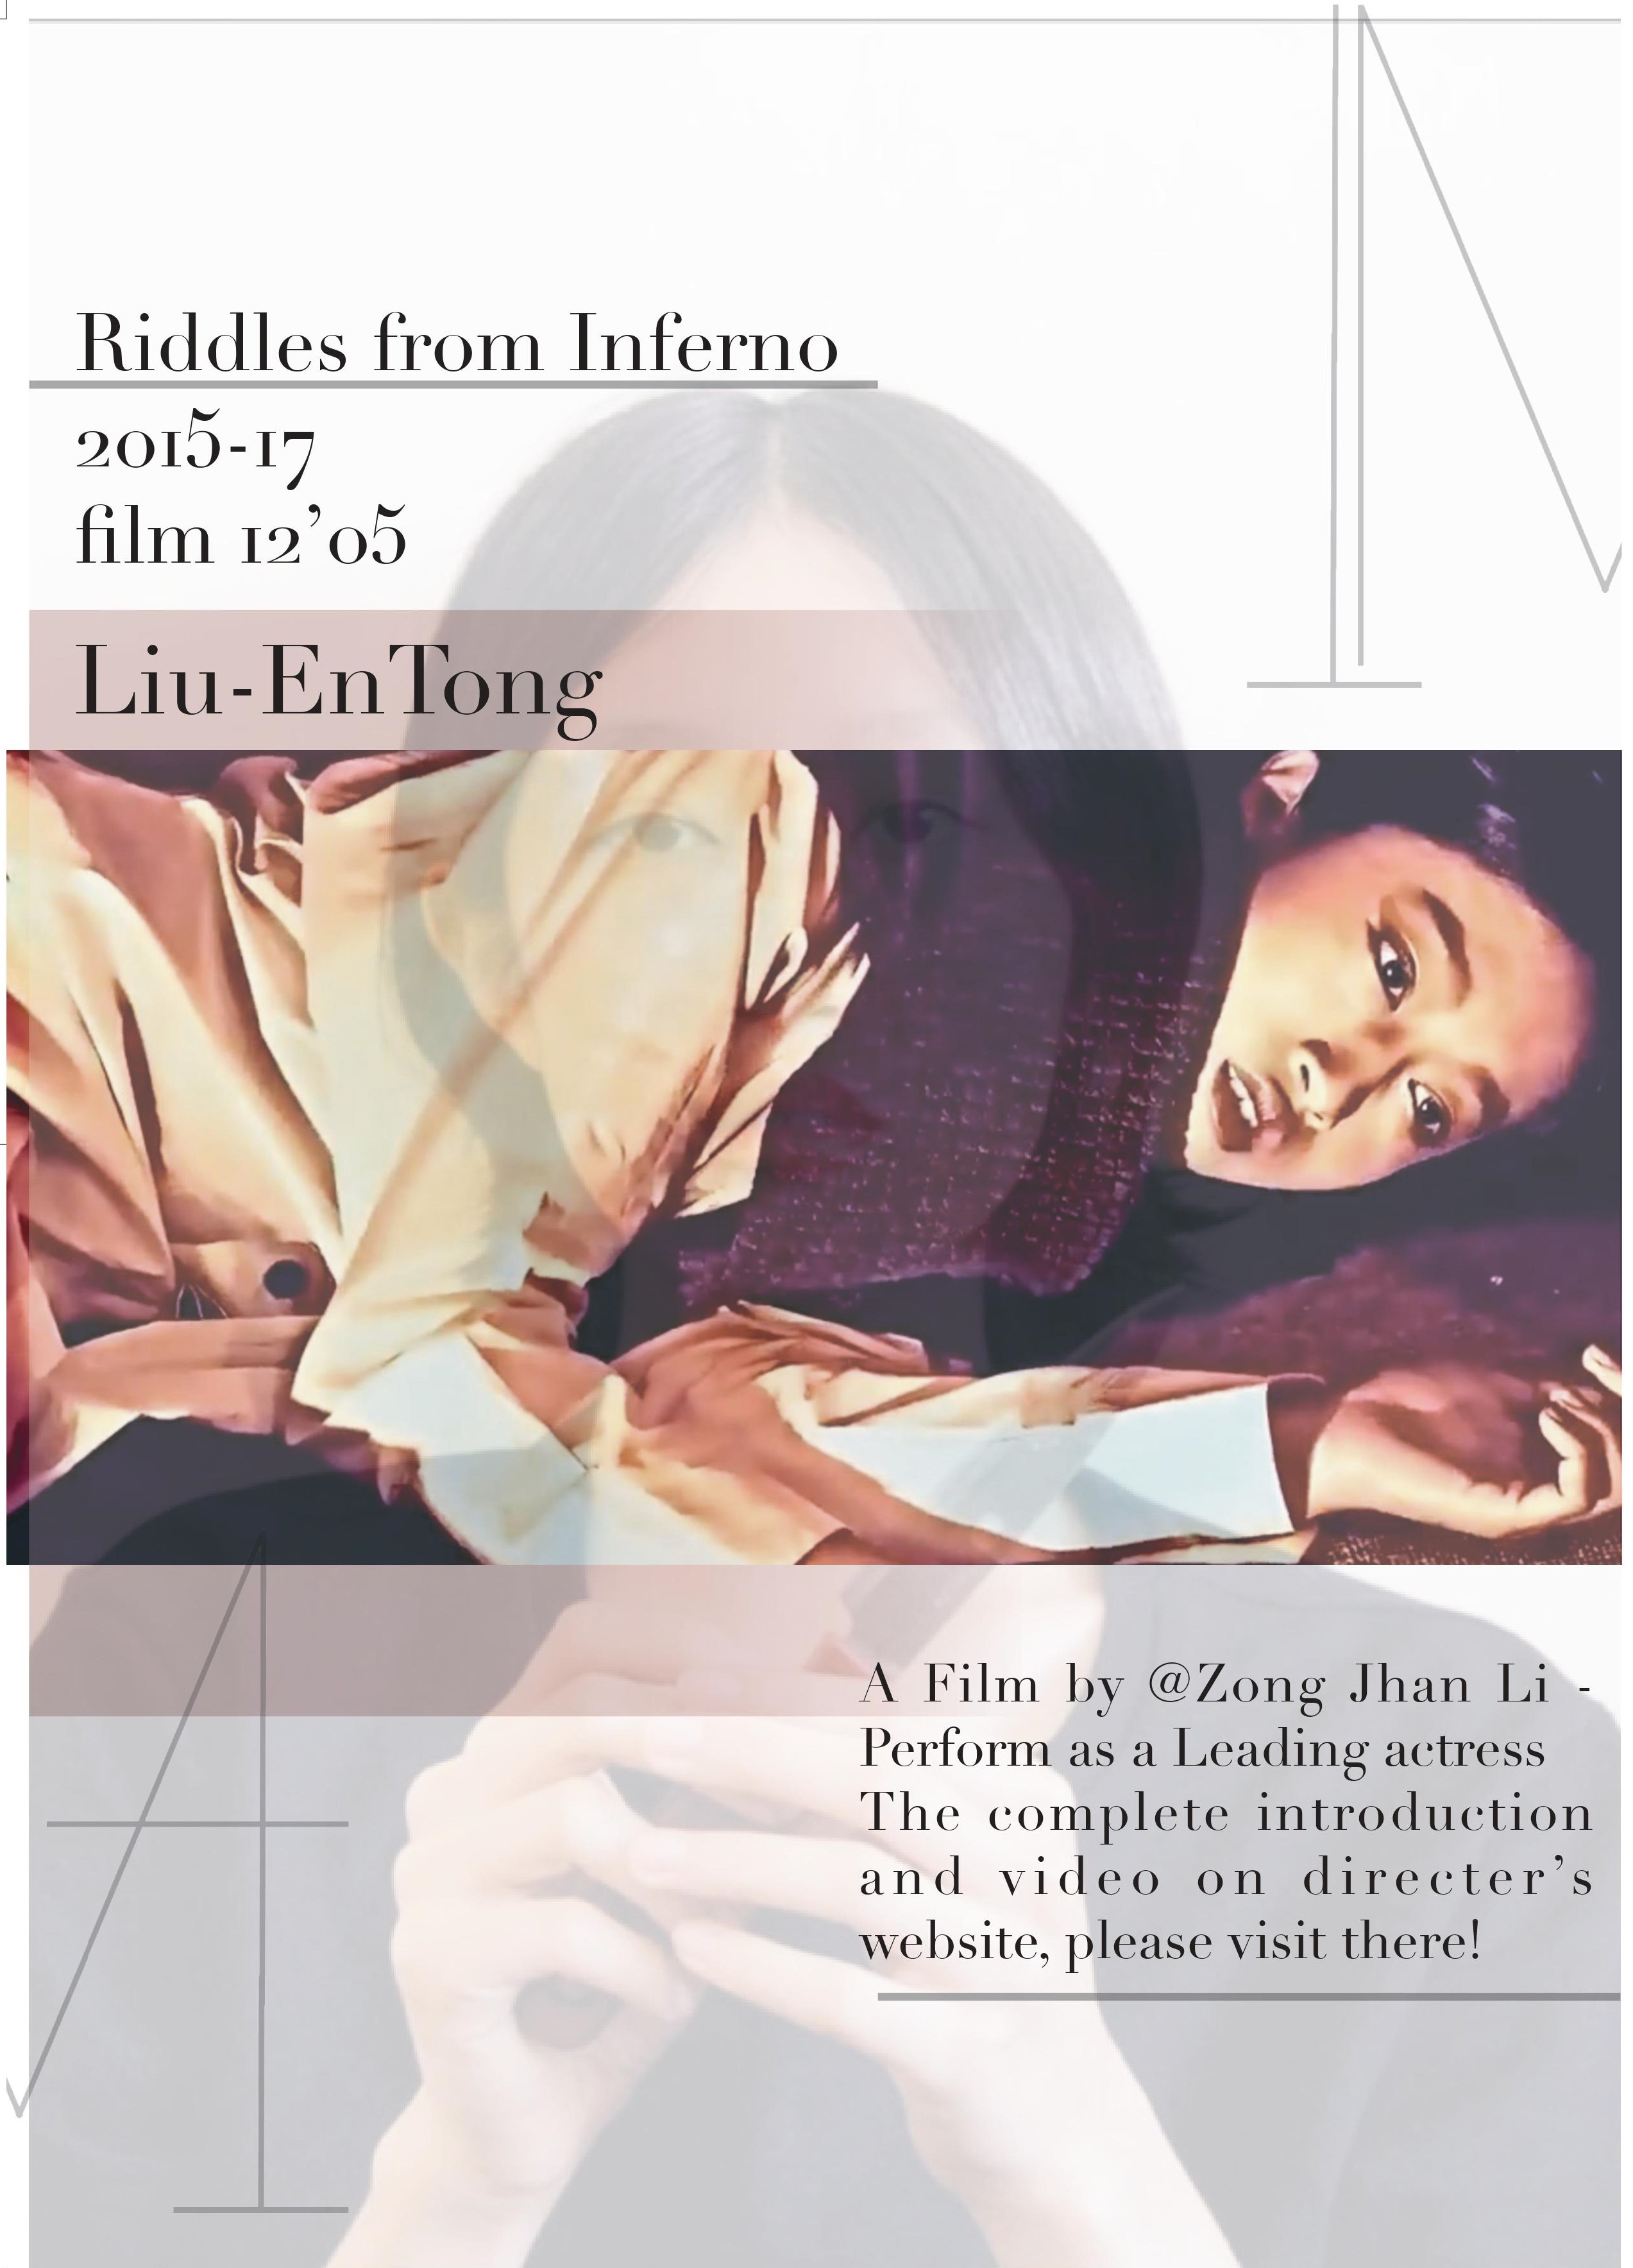 Riddles from Inferno
2015-17
film 12’05
Liu-EnTong
A Film by @Zong Jhan Li -
Perform as a Leading actress
The complete introduction
and video on directer’s
website, please visit there!